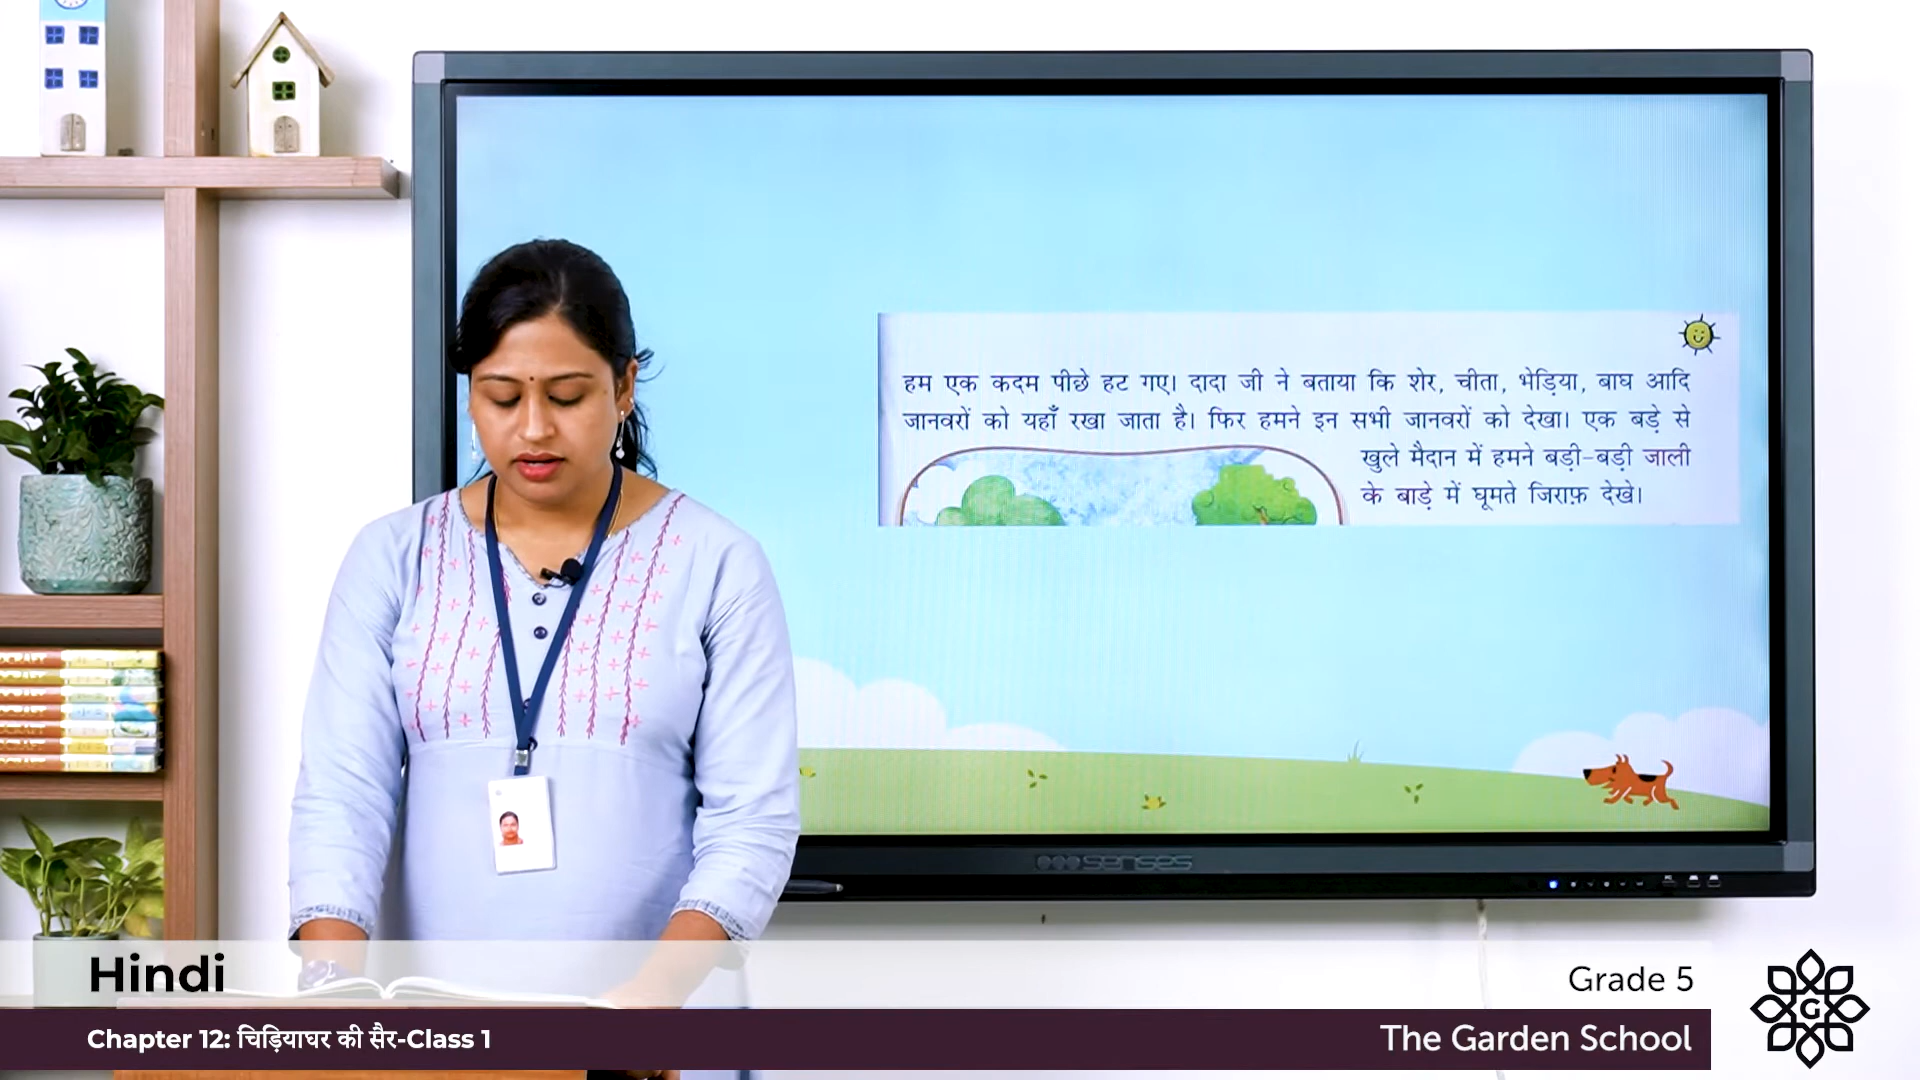 हम एक कदम पीछे हट गए। दादा जी ने बताया कि शेर, चीता, भेड़िया, बाघ आदि
जानवरों को यहाँ रखा जाता है। फिर हमने इन सभी जानवरों को देखा। एक बड़े से
खुले मैदान में हमने बड़ी-बड़ी जाली
के बाड़े में घूमते जिराफ़ देखे।
senses
Hindi
Grade 5
Chapter 12: चिड़ियाघर की सैर-Class 1
The Garden School
G